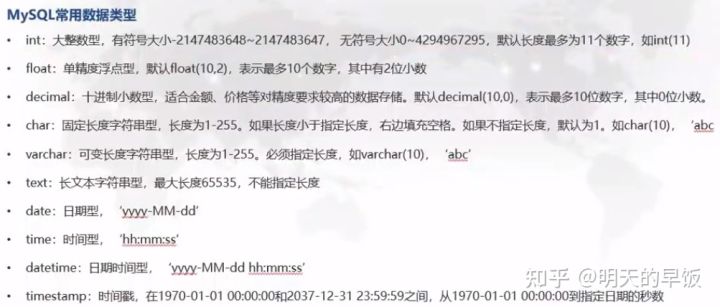 MySQL常用数据类型
• int：大整数型，有符号大小-2147483648~2147483647， 无符号大小0~4294967295，默认长度最多为11个数字，如int(11)
• float：单精度浮点型，默认float(10,2)，表示最多10个数字，其中有2位小数
• decimal：十进制小数型，适合金额、价格等对精度要求较高的数据存储。默认decimal(10,0)，表示最多10位数字，其中0位小数。
• char：固定长度字符串型，长度为1-255。如果长度小于指定长度，右边填充空格。如果不指定长度，默认为1。如char(10)， ‘abc
• varchar：可变长度字符串型，长度为1-255。必须指定长度，如varchar(10)， ‘abc’
• text：长文本字符串型，最大长度65535，不能指定长度
• date：日期型， ‘yyyy-MM-dd’
• time：时间型， ‘hh:mm:ss’
• datetime：日期时间型， ‘yyyy-MM-dd hh:mm:ss’
• timestamp：时间戳，在1970-01-01 00:00:00和2037-12-31 23:59:59之间，从1970-01-01 00:00:00到指定日期的秒数
知乎 @明天的早饭